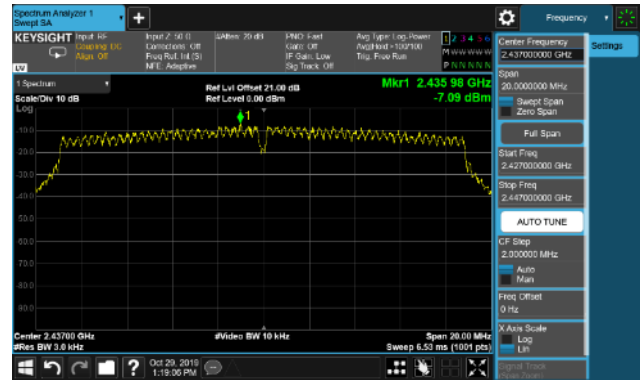 Spectrum Analyzer 1
Swept SA
+
Frequency
KEYSIGHT
Input: RF
Coupling: DC
Align: Off
Input Z: 50 Ω
Corrections: Off
Freq Ref: Int (S)
NFE: Adaptive
#Atten: 20 dB
PNO: Fast
Gate: Off
IF Gain: Low
Sig Track: Off
Avg Type: Log-Power
Avg|Hold:>100/100
Trig: Free Run
1 2 3 4 5 6
M W W W W W
P N N N N N
LW
1 Spectrum
Scale/Div 10 dB
Log
Ref Lvl Offset 21.00 dB
Ref Level 0.00 dBm
Mkr1 2.435 98 GHz
-7.09 dBm
1
-10.0
-20.0
-30.0
-40.0
-50.0
-60.0
-70.0
-80.0
-90.0
Center 2.43700 GHz
#Res BW 3.0 kHz
#Video BW 10 kHz
Span 20.00 MHz
Sweep 6.53 ms (1001 pts)
?
Oct 29, 2019
1:19:06 PM
Center Frequency
2.437000000 GHz
Settings
Span
20.0000000 MHz
Swept Span
Zero Span
Full Span
Start Freq
2.427000000 GHz
Stop Freq
2.447000000 GHz
AUTO TUNE
CF Step
2.000000 MHz
Auto
Man
Freq Offset
0 Hz
X Axis Scale
Log
Lin
Signal Track
(Span Zoom)